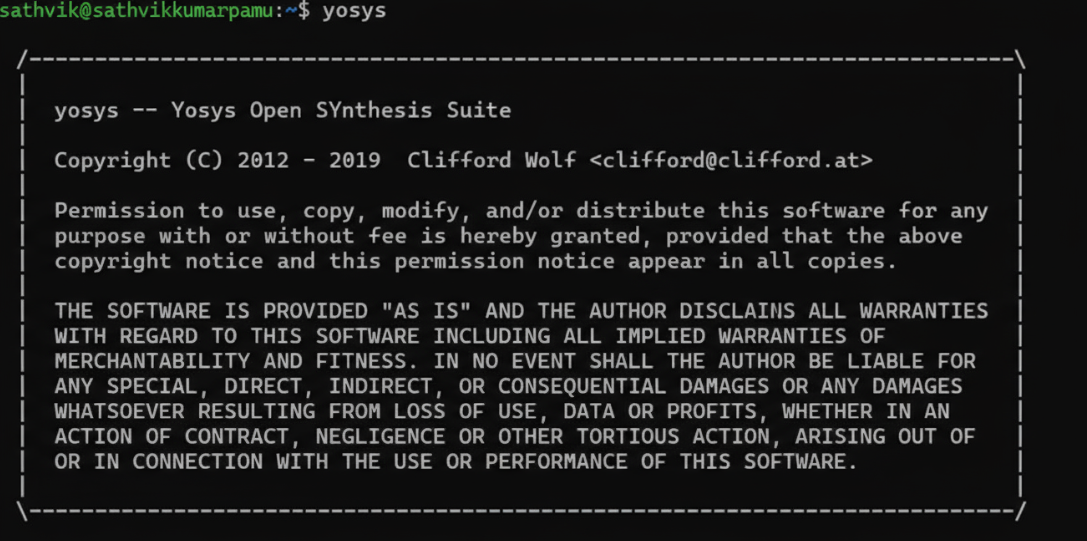 sathvik@sathvikkumarpamu:~$ yosys
/----------------------------------------------------------------------------\
yosys -- Yosys Open SYnthesis Suite
Copyright (C) 2012 - 2019  Clifford Wolf <clifford@clifford.at>
Permission to use, copy, modify, and/or distribute this software for any
purpose with or without fee is hereby granted, provided that the above
copyright notice and this permission notice appear in all copies.
THE SOFTWARE IS PROVIDED "AS IS" AND THE AUTHOR DISCLAINS ALL WARRANTIES
WITH REGARD TO THIS SOFTWARE INCLUDING ALL IMPLIED WARRANTIES OF
MERCHANTABILITY AND FITNESS. IN NO EVENT SHALL THE AUTHOR BE LIABLE FOR
ANY SPECIAL, DIRECT, INDIRECT, OR CONSEQUENTIAL DAMAGES OR ANY DAMAGES
WHATSOEVER RESULTING FROM LOSS OF USE, DATA OR PROFITS, WHETHER IN AN
ACTION OF CONTRACT, NEGLIGENCE OR OTHER TORTIOUS ACTION, ARISING OUT OF
OR IN CONNECTION WITH THE USE OR PERFORMANCE OF THIS SOFTWARE.
\----------------------------------------------------------------------------/